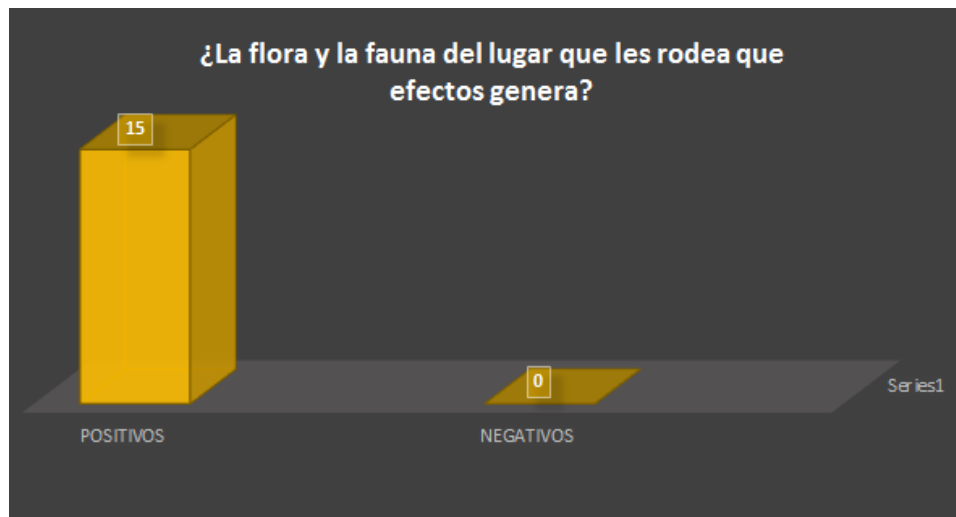 ¿La flora y la fauna del lugar que les rodea que
efectos genera?
15
0
Series1
POSITIVOS
NEGATIVOS